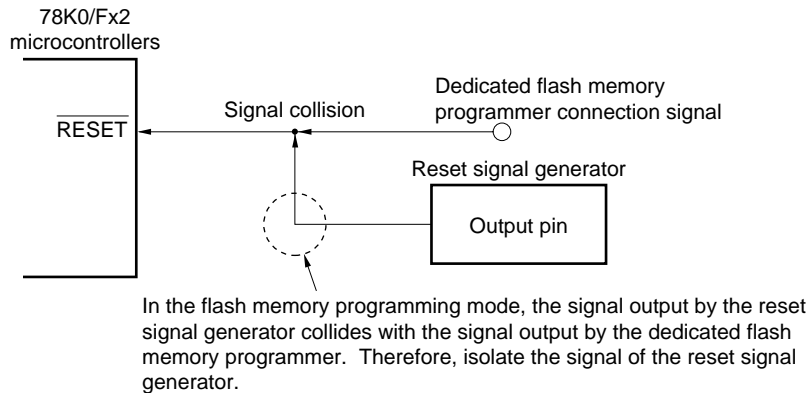 78K0/Fx2
microcontrollers
RESET
Signal collision
Dedicated flash memory
programmer connection signal
Reset signal generator
Output pin
In the flash memory programming mode, the signal output by the reset
signal generator collides with the signal output by the dedicated flash
memory programmer.  Therefore, isolate the signal of the reset signal
generator.